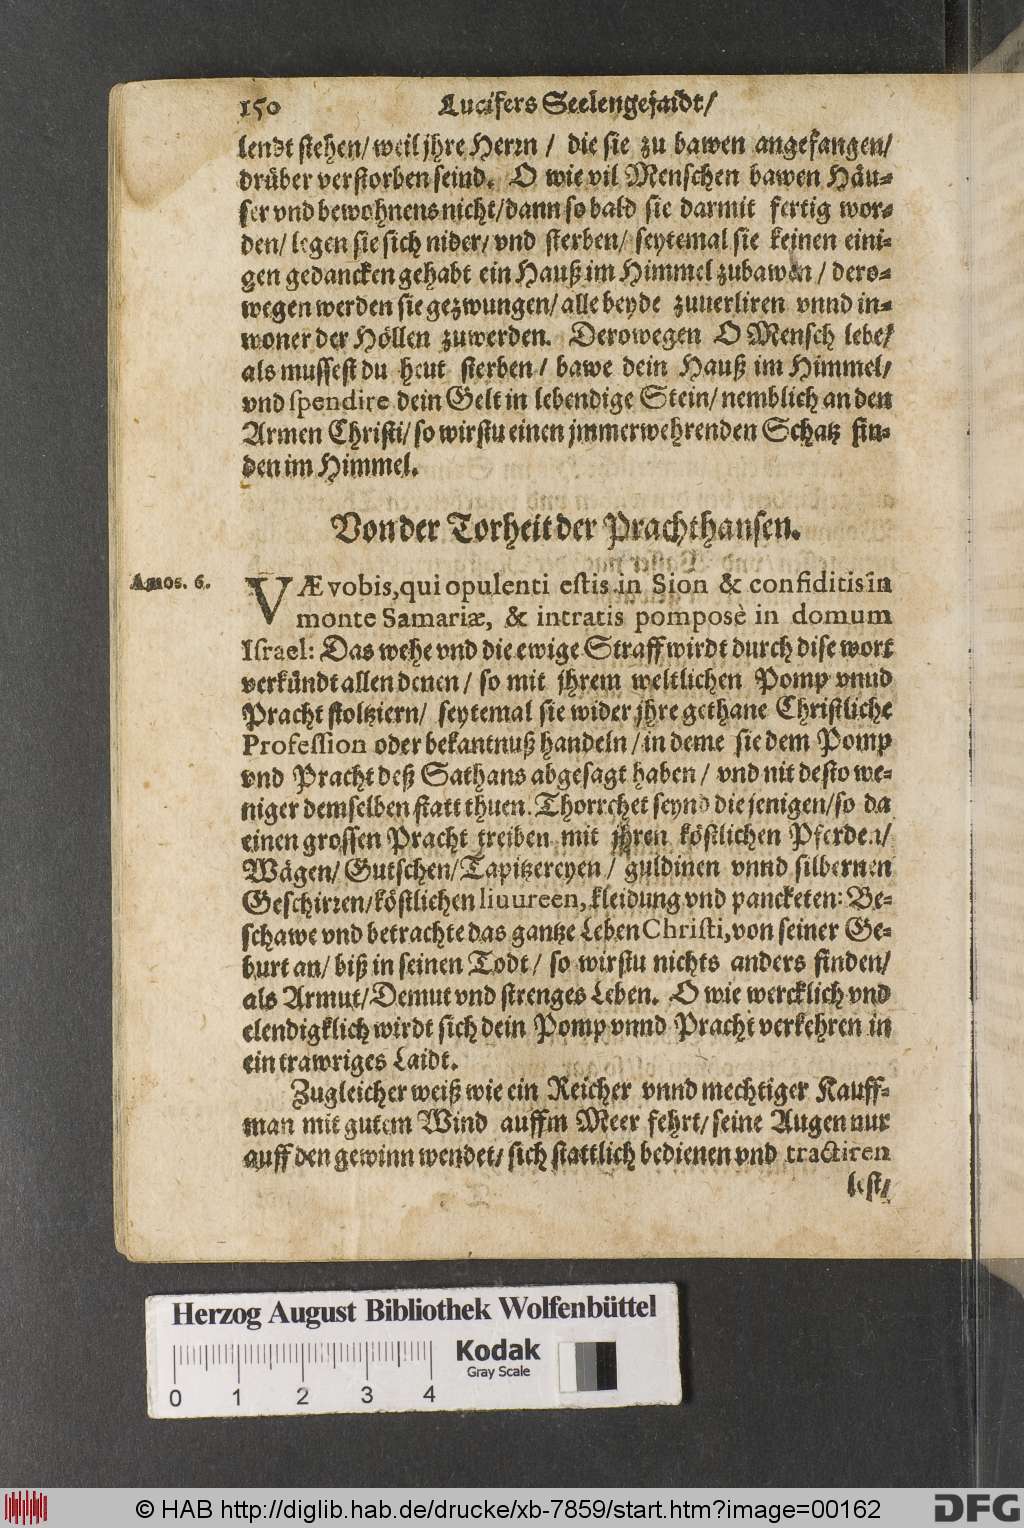 150 Lucifers Seelengejaidt/
lendt stehen/ weil jhre Herrn / die sie zu bawen angefangen/
drüber verstorben seind. O wie vil Menschen bawen Häu-
ser vnd bewohnens nicht/ dann so bald sie darmit fertig wor-
den/ legen sie sich nider/ vnd sterben/ seytemal sie keinen eini-
gen gedancken gehabt ein Hauß im Himmel zubawen / dero-
wegen werden sie gezwungen/ alle beyde zuuerliren vnnd in-
woner der Höllen zuwerden. Derowegen O Mensch lebe/
als mussest du heut sterben/ bawe dein Hauß im Himmel/
vnd spendire dein Gelt in lebendige Stein/ nemblich an den
Armen Christi/ so wirstu einen jmmerwehrenden Schatz fin-
den im Himmel.
Von der Torheit der Prachthansen.
Amos. 6.
VÆ vobis, qui opulenti estis in Sion & confiditis in
monte Samariæ, & intratis pomposè in domum
Israel: Das wehe vnd die ewige Straff wirdt durch dise wort
verkündt allen denen / so mit jhrem weltlichen Pomp vnnd
Pracht stoltziern/ seytemal sie wider jhre gethane Christliche
Profession oder bekantnuß handeln / in deme sie dem Pomp
vnd Pracht deß Sathans abgesagt haben / vnd nit desto we-
niger demselben statt thuen. Thorrchet seynd die jenigen/ so da
einen grossen Pracht treiben mit jhren köstlichen Pferden/
Wägen/ Gutschen/ Tapitzereyen / guldinen vnnd silbernen
Geschirren/ köstlichen liuureen, kleidung vnd pancketen: Be-
schawe vnd betrachte das gantze Leben Christi, von seiner Ge-
burt an/ biß in seinen Todt / so wirstu nichts anders finden/
als Armut/ Demut vnd strenges Leben. O wie wercklich vnd
elendigklich wirdt sich dein Pomp vnnd Pracht verkehren in
ein trawriges Laidt.
Zugleicher weiß wie ein Reicher vnnd mechtiger Kauff-
man mit gutem Wind auffm Meer fehrt/ seine Augen nur
auff den gewinn wendet/ sich stattlich bedienen vnd tractiren
lest/
Herzog August Bibliothek Wolfenbüttel
Kodak
Gray Scale
0 1 2 3 4
© HAB http://diglib.hab.de/drucke/xb-7859/start.htm?image=00162
DFG